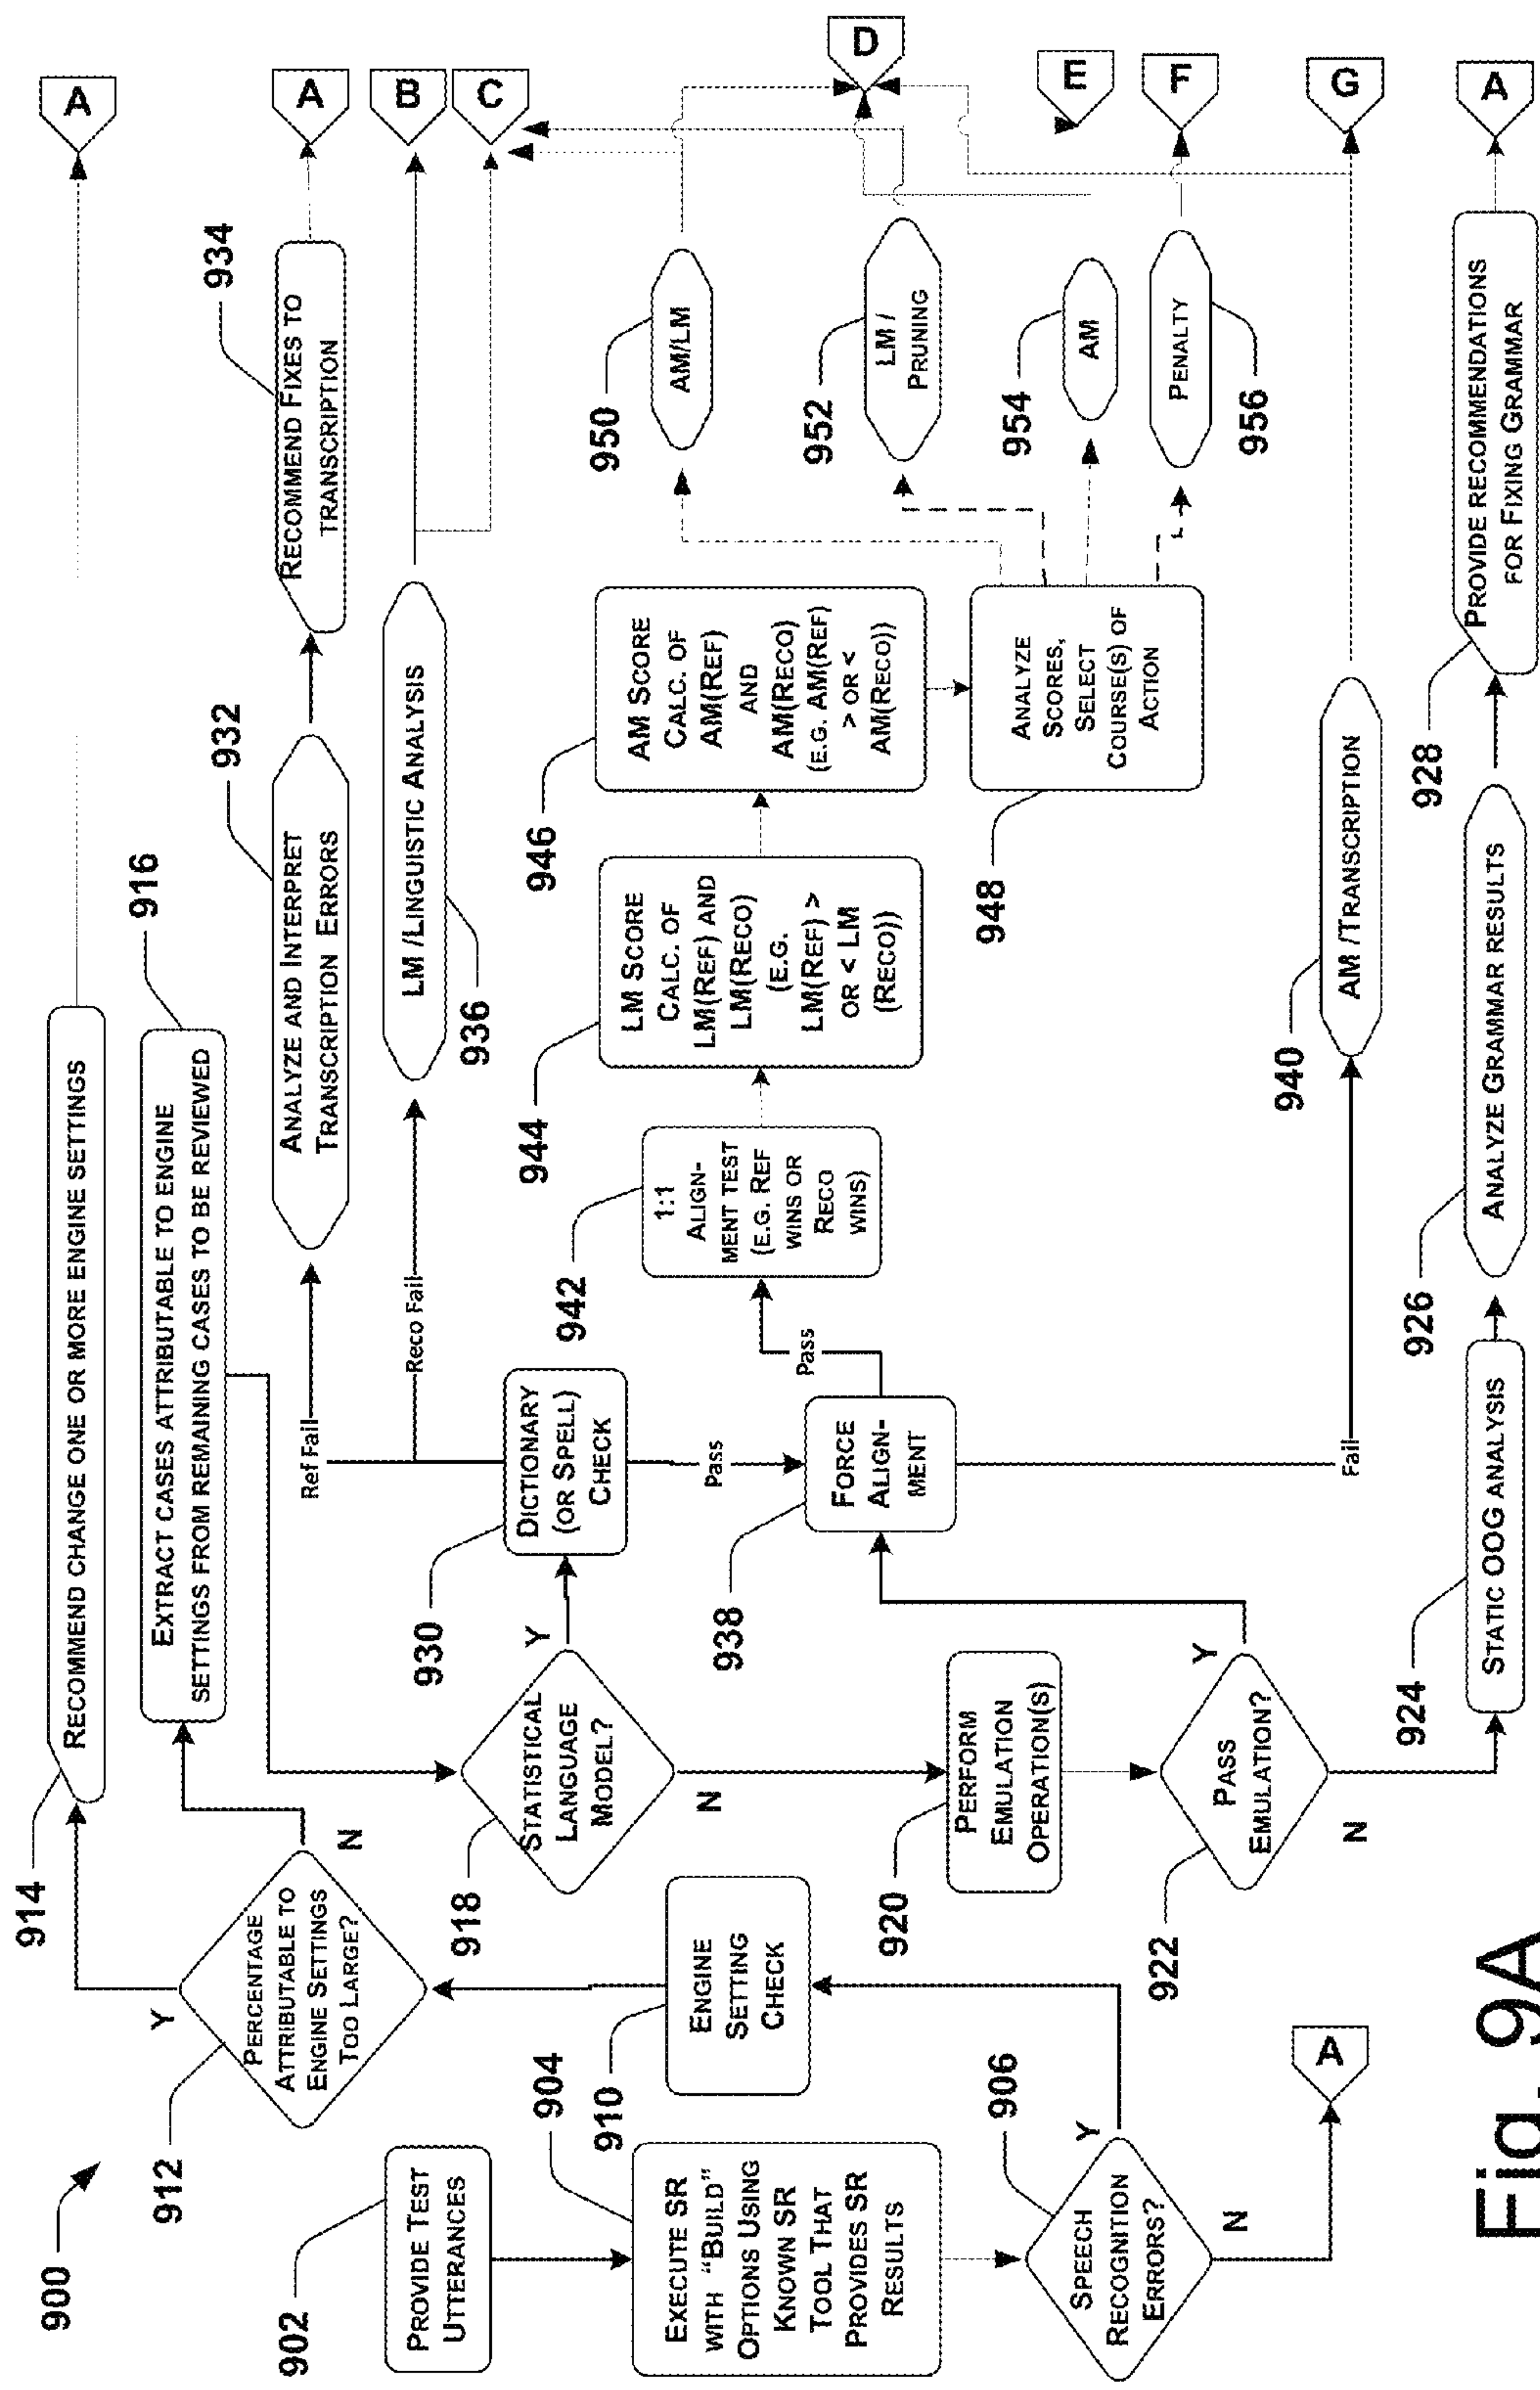 900
902
PROVIDE TEST
UTTERANCES
904
EXECUTE SR
WITH "BUILD"
OPTIONS USING
KNOWN SR
TOOL THAT
PROVIDES SR
RESULTS
906
SPEECH
RECOGNITION
ERRORS?
Y
N
A
910
ENGINE
SETTING
CHECK
912
PERCENTAGE
ATTRIBUTABLE TO
ENGINE SETTINGS
TOO LARGE?
Y
N
914
RECOMMEND CHANGE ONE OR MORE ENGINE SETTINGS
A
916
EXTRACT CASES ATTRIBUTABLE TO ENGINE
SETTINGS FROM REMAINING CASES TO BE REVIEWED
918
STATISTICAL
LANGUAGE
MODEL?
Y
N
920
PERFORM
EMULATION
OPERATION(S)
922
PASS
EMULATION?
Y
N
924
STATIC OOG ANALYSIS
926
ANALYZE GRAMMAR RESULTS
928
PROVIDE RECOMMENDATIONS
FOR FIXING GRAMMAR
A
930
DICTIONARY
(OR SPELL)
CHECK
Ref Fail
Reco Fail
Pass
932
ANALYZE AND INTERPRET
TRANSCRIPTION ERRORS
934
RECOMMEND FIXES TO
TRANSCRIPTION
A
936
LM /LINGUISTIC ANALYSIS
B
C
938
FORCE
ALIGN-
MENT
Pass
Fail
940
AM /TRANSCRIPTION
G
942
1:1
ALIGN-
MENT TEST
(E.G. REF
WINS OR
RECO
WINS)
944
LM SCORE
CALC. OF
LM(REF) AND
LM(RECO)
(E.G.
LM(REF) >
OR < LM
(RECO))
946
AM SCORE
CALC. OF
AM(REF)
AND
AM(RECO)
(E.G. AM(REF)
> OR <
AM(RECO))
948
ANALYZE
SCORES,
SELECT
COURSE(S) OF
ACTION
950
AM/LM
952
LM /
PRUNING
954
AM
956
PENALTY
D
E
F
Fig. 9A